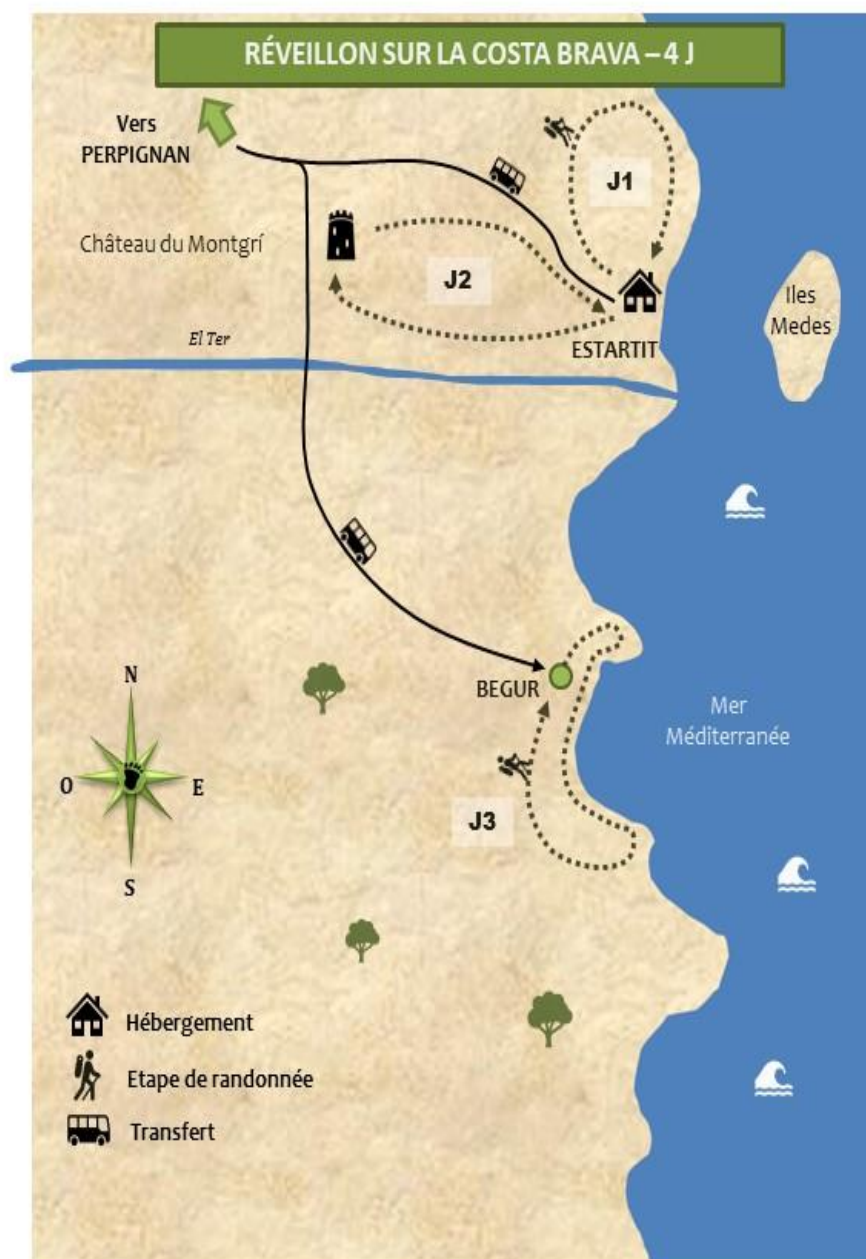 RÉVEILLON SUR LA COSTA BRAVA – 4 J
Vers
PERPIGNAN
J1
Château du Montgrí
J2
Iles
Medes
El Ter
ESTARTIT
BEGUR
Mer
Méditerranée
N
O
E
S
J3
Hébergement
Etape de randonnée
Transfert